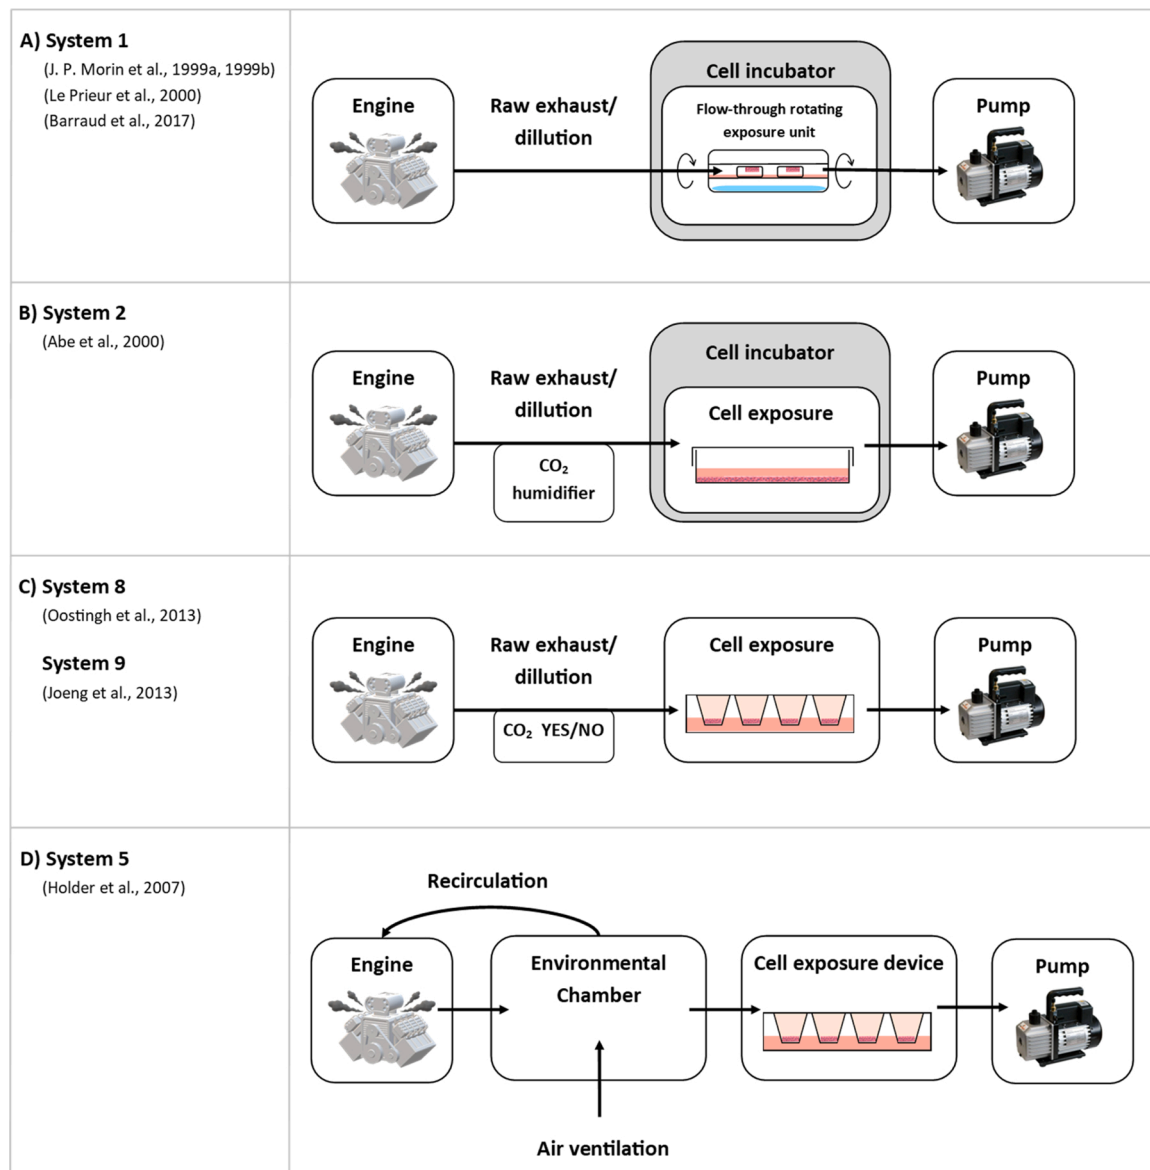 A) System 1
(J. P. Morin et al., 1999a, 1999b)
(Le Prieur et al., 2000)
(Barraud et al., 2017)
Engine
Raw exhaust/
dillution
Cell incubator
Flow-through rotating
exposure unit
Pump
B) System 2
(Abe et al., 2000)
Engine
Raw exhaust/
dillution
CO₂
humidifier
Cell incubator
Cell exposure
Pump
C) System 8
(Oostingh et al., 2013)
System 9
(Joeng et al., 2013)
Engine
Raw exhaust/
dillution
CO₂ YES/NO
Cell exposure
Pump
D) System 5
(Holder et al., 2007)
Recirculation
Engine
Environmental
Chamber
Cell exposure device
Pump
Air ventilation